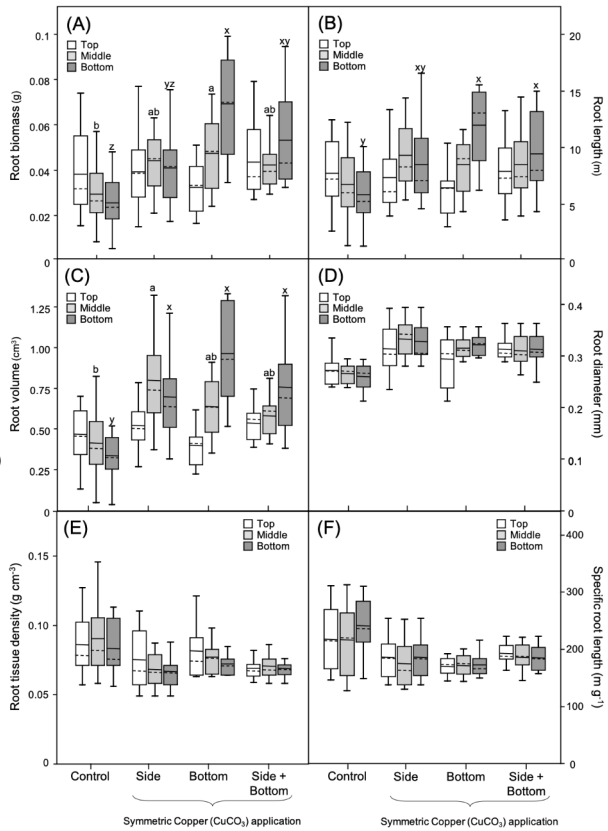 (A)
Top
Middle
Bottom
0.1
0.08
0.06
0.04
0.02
0
Root biomass (g)
b
z
ab
yz
a
x
ab
xy
(B)
Top
Middle
Bottom
20
15
10
5
0
Root length (m)
y
xy
x
x
(C)
Top
Middle
Bottom
1.25
1.00
0.75
0.50
0.25
0
Root volume (cm³)
b
y
a
x
ab
x
ab
x
(D)
Top
Middle
Bottom
0.4
0.3
0.2
0.1
0
Root diameter (mm)
(E)
Top
Middle
Bottom
0.15
0.10
0.05
0
Root tissue density (g cm-³)
(F)
Top
Middle
Bottom
400
300
200
100
0
Specific root length (m g-¹)
Control Side Bottom Side + Bottom
Control Side Bottom Side + Bottom
Symmetric Copper (CuCO₃) application
Symmetric Copper (CuCO₃) application